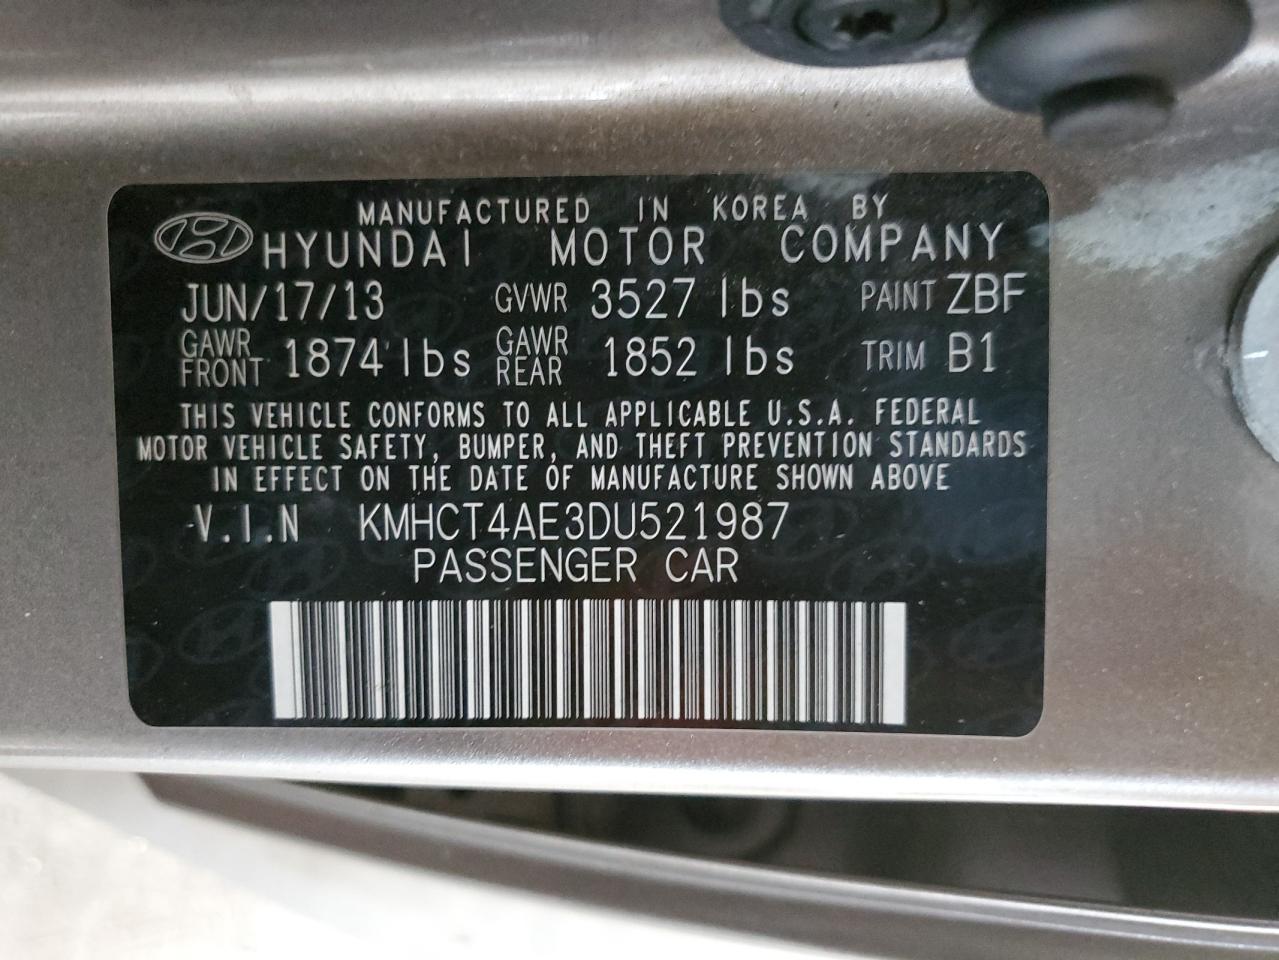 MANUFACTURED IN KOREA BY
HYUNDAI MOTOR COMPANY
JUN/17/13 GVWR 3527 lbs PAINT ZBF
GAWR FRONT 1874 lbs GAWR REAR 1852 lbs TRIM B1
THIS VEHICLE CONFORMS TO ALL APPLICABLE U.S.A. FEDERAL
MOTOR VEHICLE SAFETY, BUMPER, AND THEFT PREVENTION STANDARDS
IN EFFECT ON THE DATE OF MANUFACTURE SHOWN ABOVE
V.I.N KMHCT4AE3DU521987
PASSENGER CAR